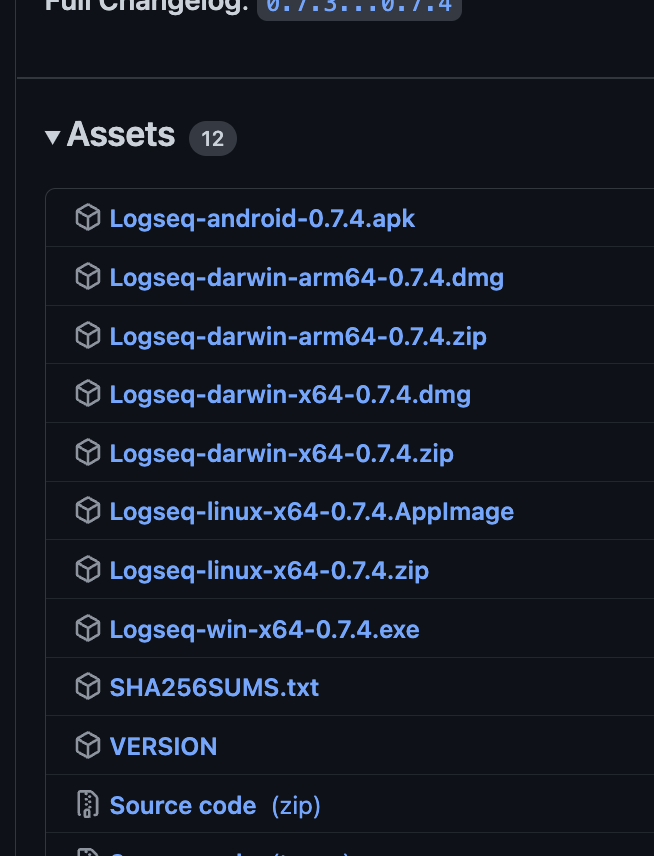 Full Changelog: 0.7.3...0.7.4
Assets 12
Logseq-android-0.7.4.apk
Logseq-darwin-arm64-0.7.4.dmg
Logseq-darwin-arm64-0.7.4.zip
Logseq-darwin-x64-0.7.4.dmg
Logseq-darwin-x64-0.7.4.zip
Logseq-linux-x64-0.7.4.AppImage
Logseq-linux-x64-0.7.4.zip
Logseq-win-x64-0.7.4.exe
SHA256SUMS.txt
VERSION
Source code (zip)